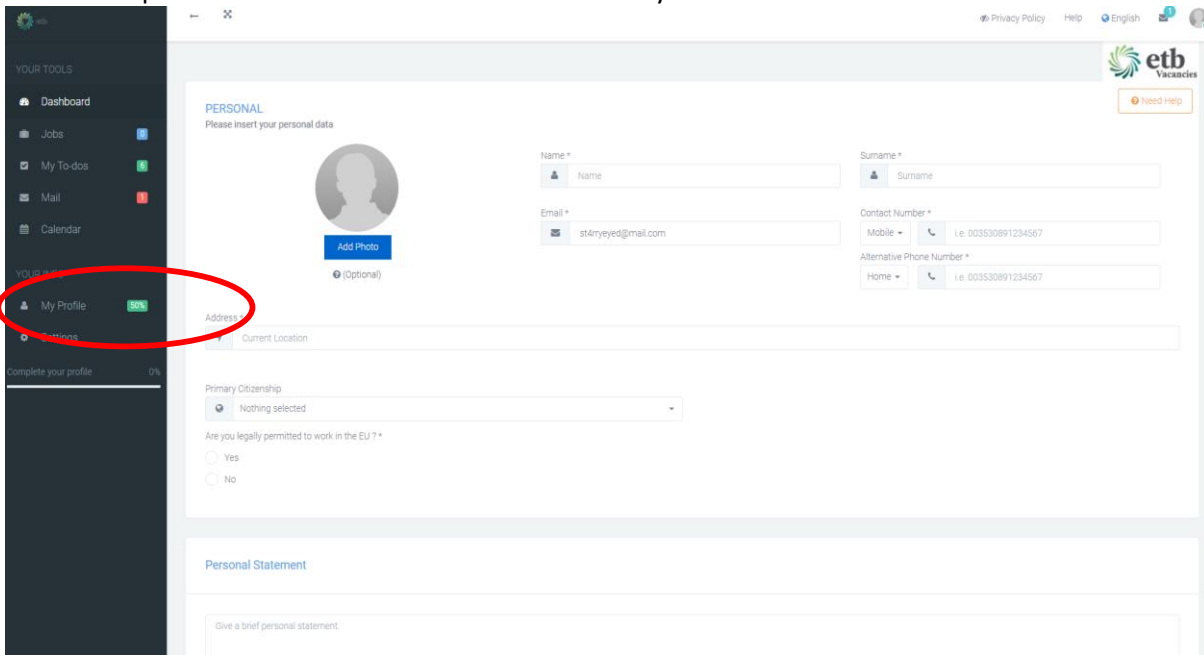 etb
Privacy Policy Help English 1
YOUR TOOLS
Dashboard
Jobs 0
My To-dos 6
Mail 1
Calendar
My Profile 50%
Settings
Complete your profile 0%
etb
Vacancies
Need Help
PERSONAL
Please insert your personal data
Add Photo
(Optional)
Name *
Name
Surname *
Surname
Email *
st4rryeyed@mail.com
Contact Number *
Mobile
i.e. 003530891234567
Alternative Phone Number *
Home
i.e. 003530891234567
Address *
Current Location
Primary Citizenship
Nothing selected
Are you legally permitted to work in the EU ? *
Yes
No
Personal Statement
Give a brief personal statement.